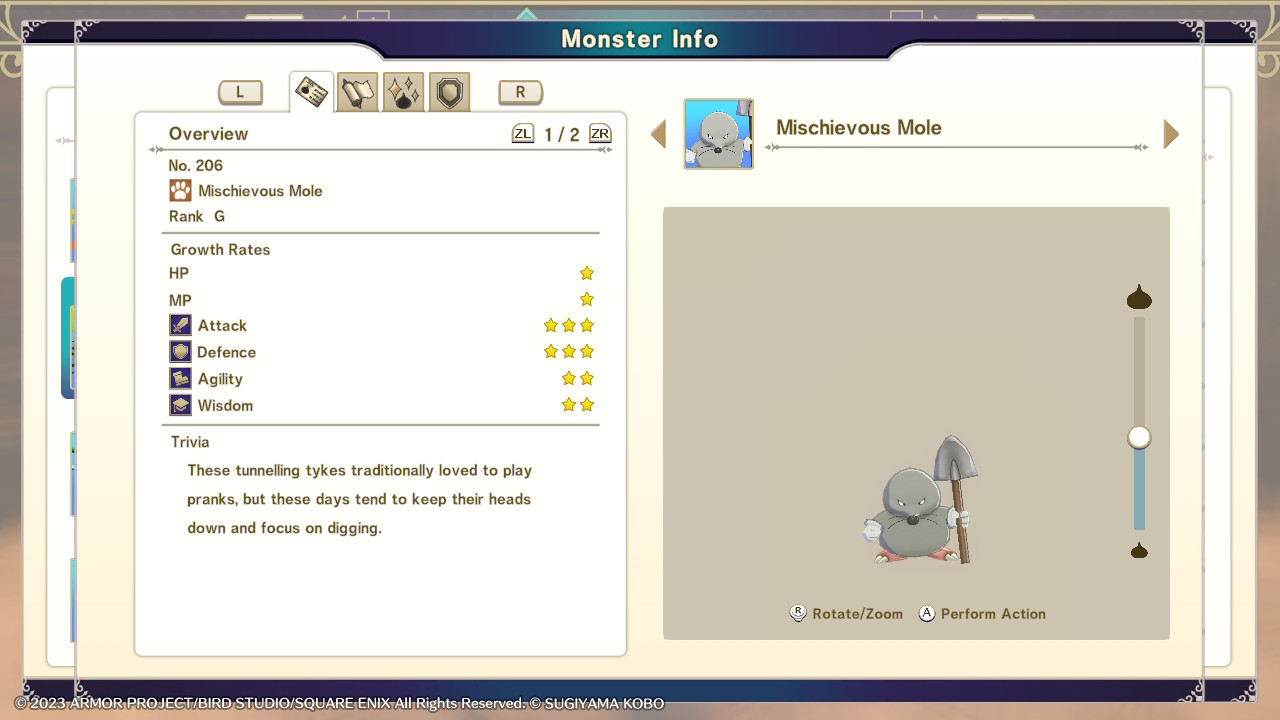 Monster Info
L
R
Overview
ZL 1 / 2 ZR
No. 206
Mischievous Mole
Rank G
Growth Rates
HP
MP
Attack
Defence
Agility
Wisdom
Trivia
These tunnelling tykes traditionally loved to play
pranks, but these days tend to keep their heads
down and focus on digging.
Mischievous Mole
R Rotate/Zoom A Perform Action
© 2023 ARMOR PROJECT/BIRD STUDIO/SQUARE ENIX All Rights Reserved. © SUGIYAMA KOBO